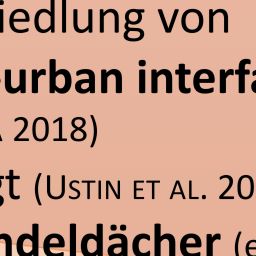 iedlung von
-urban interfa
A 2018)
gt (USTIN ET AL. 20
ndeldächer (e